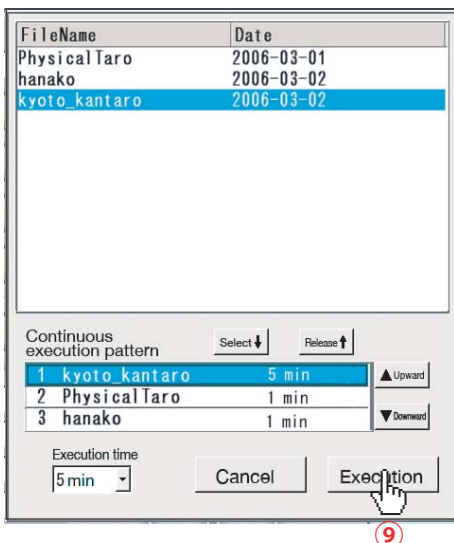 FileName Date
PhysicalTaro 2006-03-01
hanako 2006-03-02
kyoto_kantaro 2006-03-02
Continuous
execution pattern
Select⬇ Release⬆
1 kyoto_kantaro 5 min ▲Upward
2 PhysicalTaro 1 min
3 hanako 1 min ▼Downward
Execution time
5 min Cancel Execution
⑨